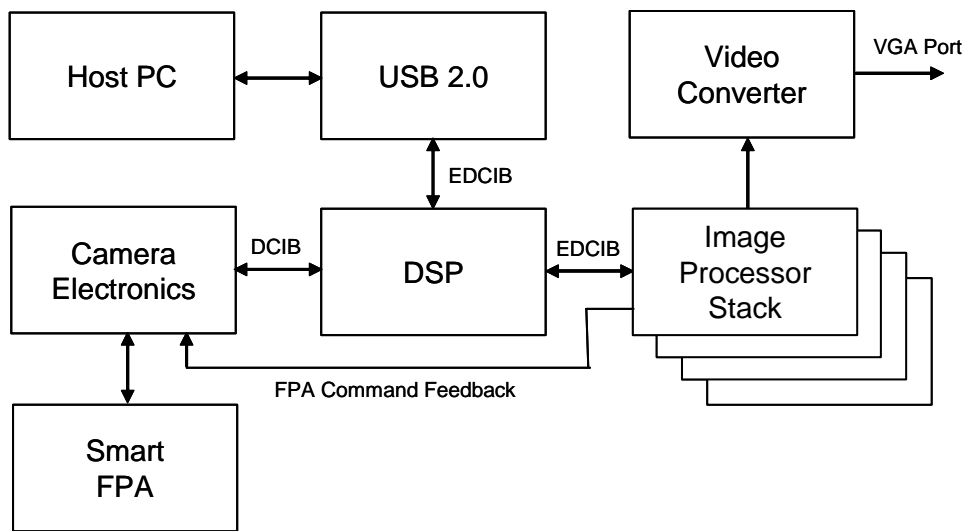 Host PC
USB 2.0
Video
Converter
VGA Port
EDCIB
Camera
Electronics
DCIB
DSP
EDCIB
Image
Processor
Stack
FPA Command Feedback
Smart
FPA